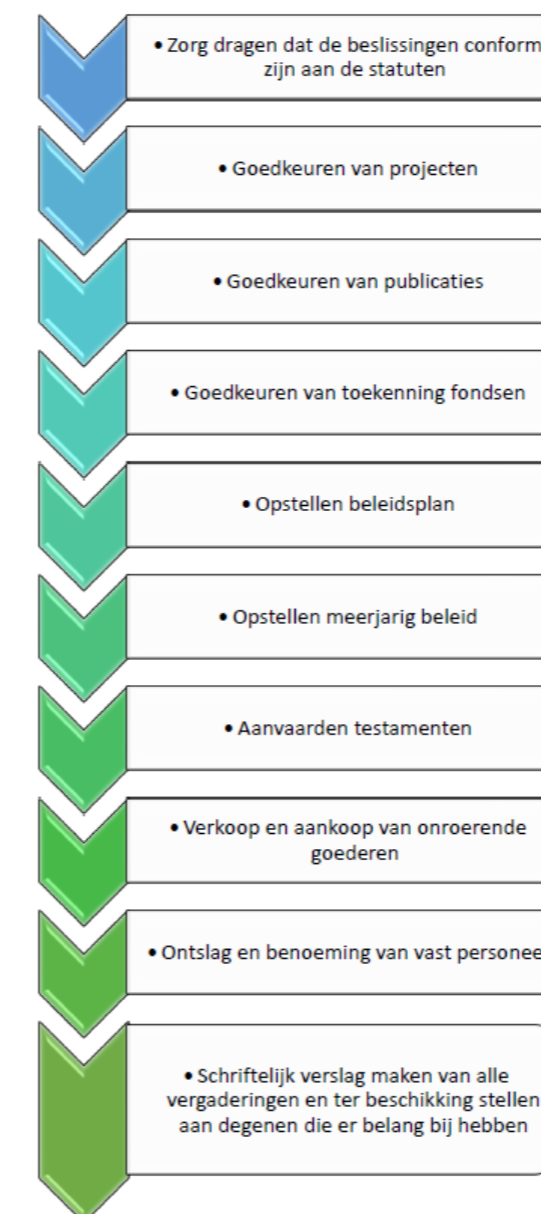 • Zorg dragen dat de beslissingen conform
zijn aan de statuten
• Goedkeuren van projecten
• Goedkeuren van publicaties
• Goedkeuren van toekenning fondsen
• Opstellen beleidsplan
• Opstellen meerjarig beleid
• Aanvaarden testamenten
• Verkoop en aankoop van onroerende
goederen
• Ontslag en benoeming van vast personee
• Schriftelijk verslag maken van alle
vergaderingen en ter beschikking stellen
aan degenen die er belang bij hebben